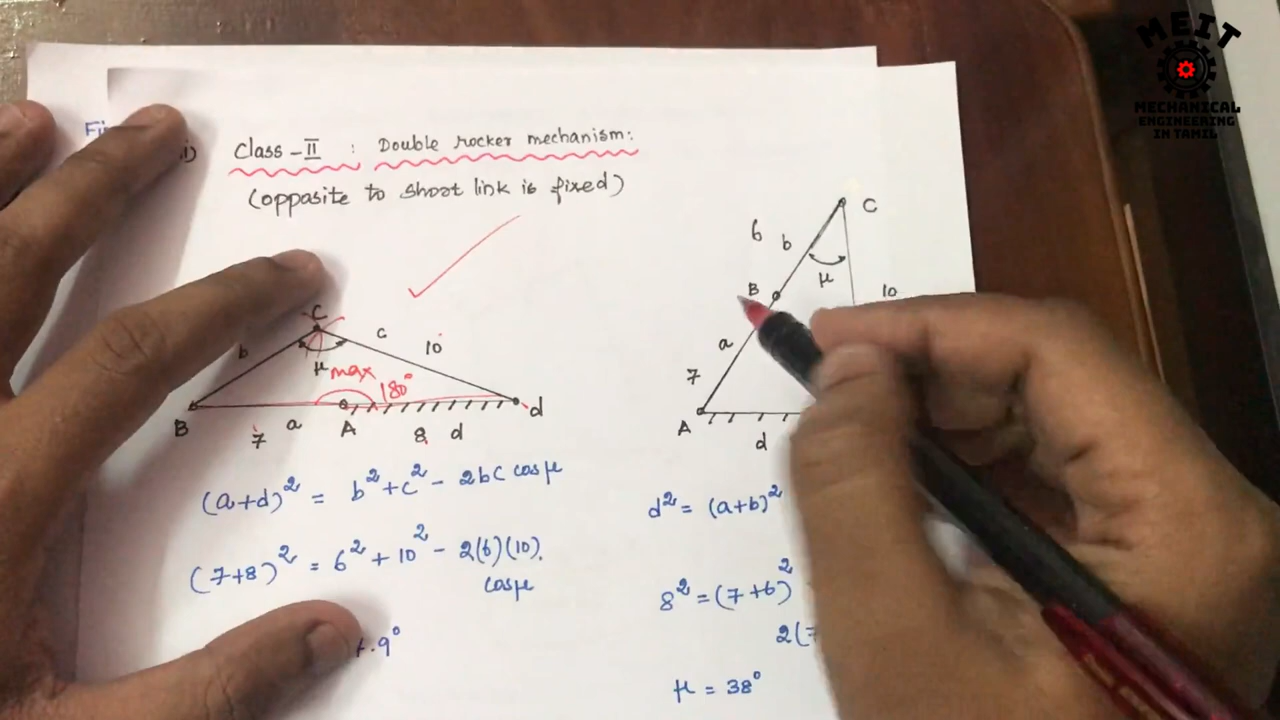 i)
Class-II : Double rocker mechanism:
(opposite to short link is fixed)
C
b
c
10
μ
max
180°
B
7
a
A
8
d
d
(a+d)² = b²+c² - 2bc cosμ
(7+8)² = 6² + 10² - 2(6)(10).
cosμ
.9°
C
6
b
μ
B
10
a
7
A
d
d² = (a+b)²
8² = (7+6)²
2(7
μ = 38°
MEIT
MECHANICAL
ENGINEERING
IN TAMIL